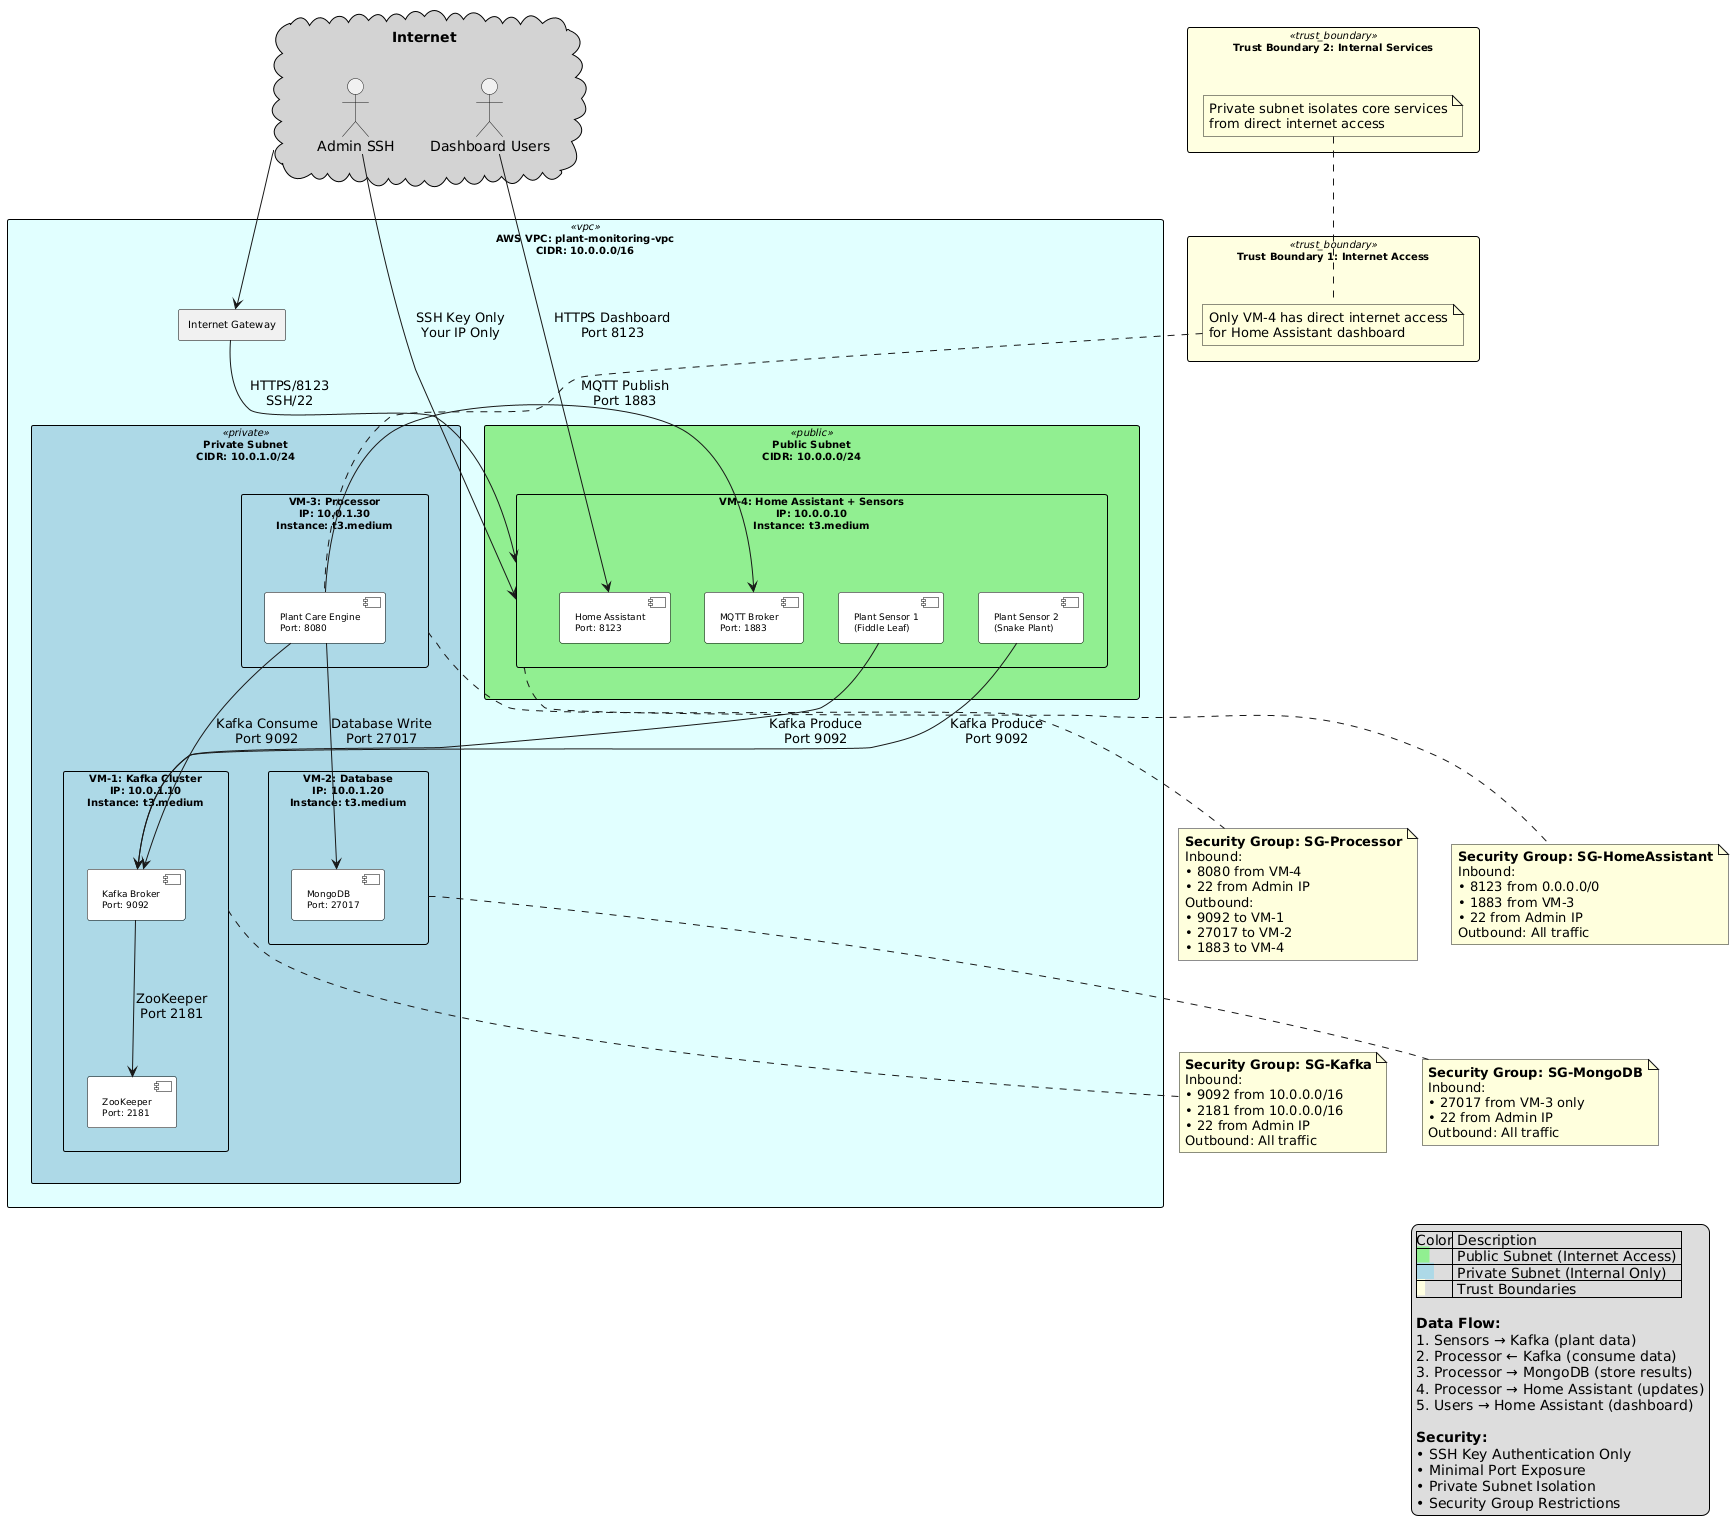 Internet
Admin SSH
Dashboard Users
«trust_boundary»
Trust Boundary 2: Internal Services
Private subnet isolates core services
from direct internet access
«vpc»
AWS VPC: plant-monitoring-vpc
CIDR: 10.0.0.0/16
«trust_boundary»
Trust Boundary 1: Internet Access
Only VM-4 has direct internet access
for Home Assistant dashboard
Internet Gateway
SSH Key Only
Your IP Only
HTTPS Dashboard
Port 8123
HTTPS/8123
SSH/22
MQTT Publish
Port 1883
«private»
Private Subnet
CIDR: 10.0.1.0/24
«public»
Public Subnet
CIDR: 10.0.0.0/24
VM-3: Processor
IP: 10.0.1.30
Instance: t3.medium
VM-4: Home Assistant + Sensors
IP: 10.0.0.10
Instance: t3.medium
Plant Care Engine
Port: 8080
Home Assistant
Port: 8123
MQTT Broker
Port: 1883
Plant Sensor 1
(Fiddle Leaf)
Plant Sensor 2
(Snake Plant)
Kafka Consume
Port 9092
Database Write
Port 27017
Kafka Produce
Port 9092
Kafka Produce
Port 9092
VM-1: Kafka Cluster
IP: 10.0.1.10
Instance: t3.medium
VM-2: Database
IP: 10.0.1.20
Instance: t3.medium
Kafka Broker
Port: 9092
MongoDB
Port: 27017
ZooKeeper
Port 2181
ZooKeeper
Port: 2181
Security Group: SG-Processor
Inbound:
• 8080 from VM-4
• 22 from Admin IP
Outbound:
• 9092 to VM-1
• 27017 to VM-2
• 1883 to VM-4
Security Group: SG-HomeAssistant
Inbound:
• 8123 from 0.0.0.0/0
• 1883 from VM-3
• 22 from Admin IP
Outbound: All traffic
Security Group: SG-Kafka
Inbound:
• 9092 from 10.0.0.0/16
• 2181 from 10.0.0.0/16
• 22 from Admin IP
Outbound: All traffic
Security Group: SG-MongoDB
Inbound:
• 27017 from VM-3 only
• 22 from Admin IP
Outbound: All traffic
Color Description
Public Subnet (Internet Access)
Private Subnet (Internal Only)
Trust Boundaries
Data Flow:
1. Sensors → Kafka (plant data)
2. Processor ← Kafka (consume data)
3. Processor → MongoDB (store results)
4. Processor → Home Assistant (updates)
5. Users → Home Assistant (dashboard)
Security:
• SSH Key Authentication Only
• Minimal Port Exposure
• Private Subnet Isolation
• Security Group Restrictions